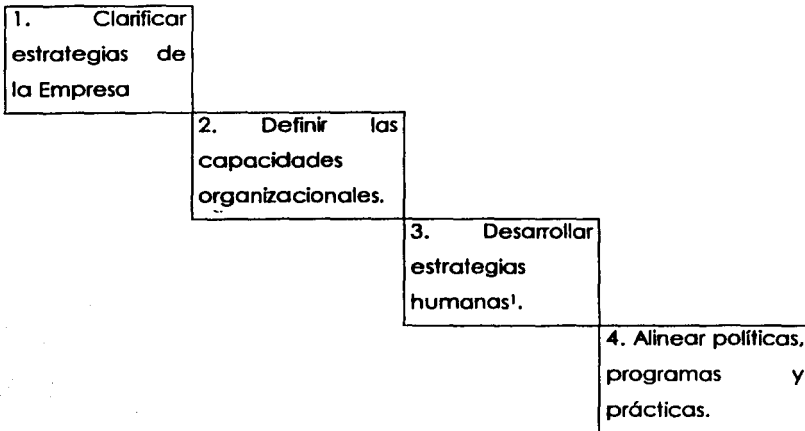 1. Clarificar
estrategias de
la Empresa
2. Definir las
capacidades
organizacionales.
3. Desarrollar
estrategias
humanas¹.
4. Alinear políticas,
programas y
prácticas.